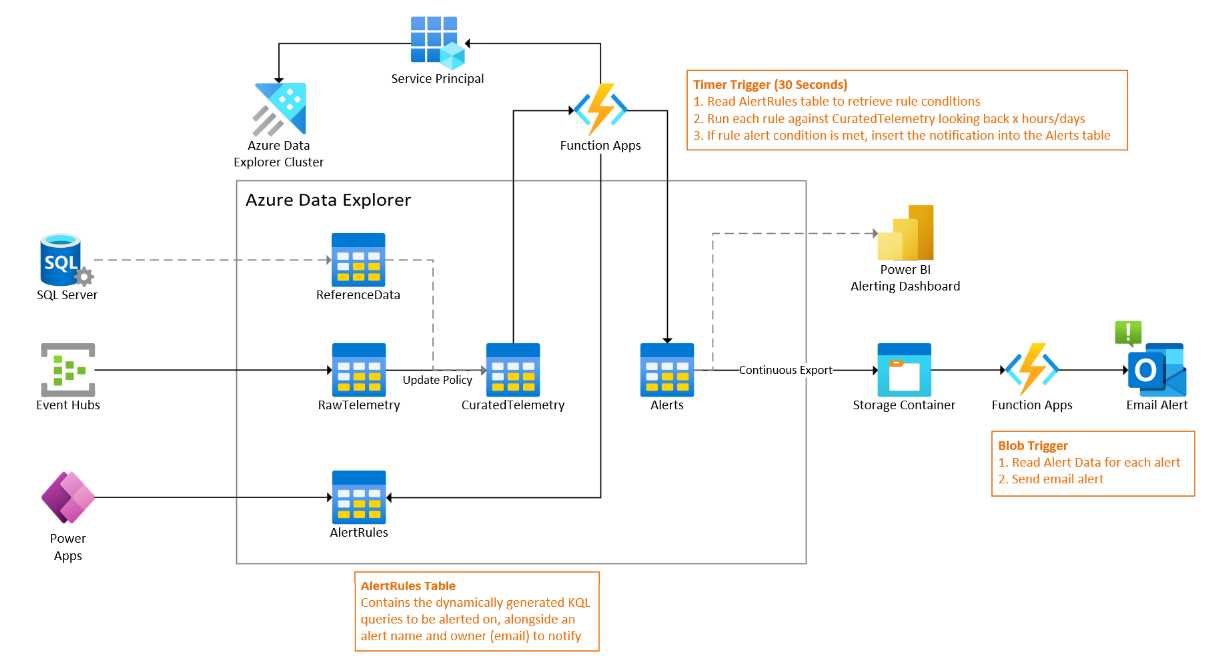 Service Principal
Timer Trigger (30 Seconds)
1. Read AlertRules table to retrieve rule conditions
2. Run each rule against CuratedTelemetry looking back x hours/days
3. If rule alert condition is met, insert the notification into the Alerts table
Azure Data
Explorer Cluster
Function Apps
Azure Data Explorer
SQL
SQL Server
ReferenceData
Power BI
Alerting Dashboard
Event Hubs
RawTelemetry
Update Policy
CuratedTelemetry
Alerts
Continuous Export
Storage Container
Function Apps
!
O
Email Alert
Blob Trigger
1. Read Alert Data for each alert
2. Send email alert
Power
Apps
AlertRules
AlertRules Table
Contains the dynamically generated KQL
queries to be alerted on, alongside an
alert name and owner (email) to notify